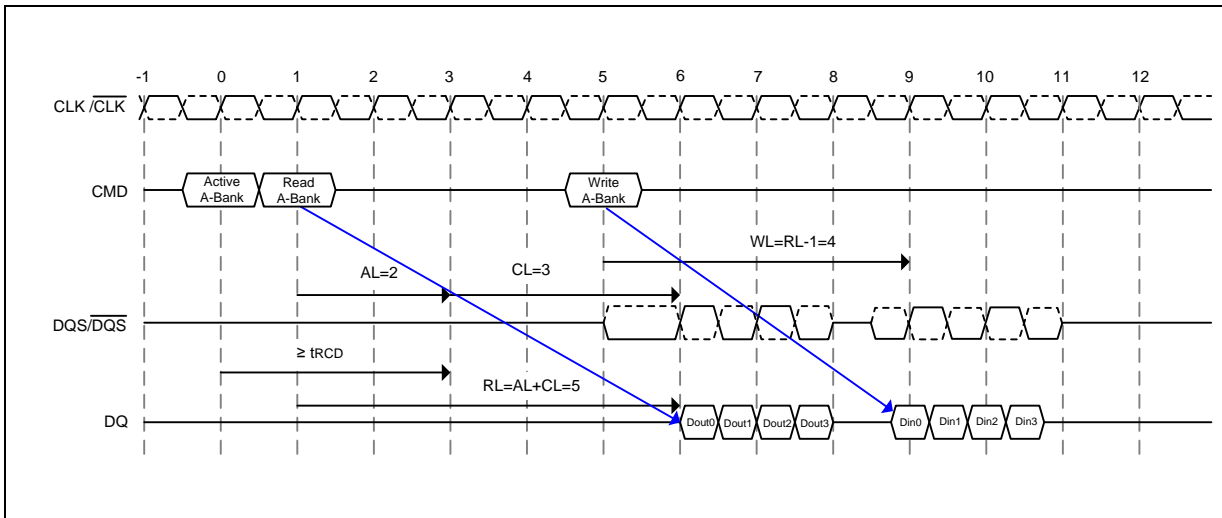 -1 0 1 2 3 4 5 6 7 8 9 10 11 12
CLK /CLK
Active
A-Bank
Read
A-Bank
Write
A-Bank
CMD
WL=RL-1=4
AL=2
CL=3
DQS/DQS
≥ tRCD
RL=AL+CL=5
DQ
Dout0 Dout1 Dout2 Dout3 Din0 Din1 Din2 Din3